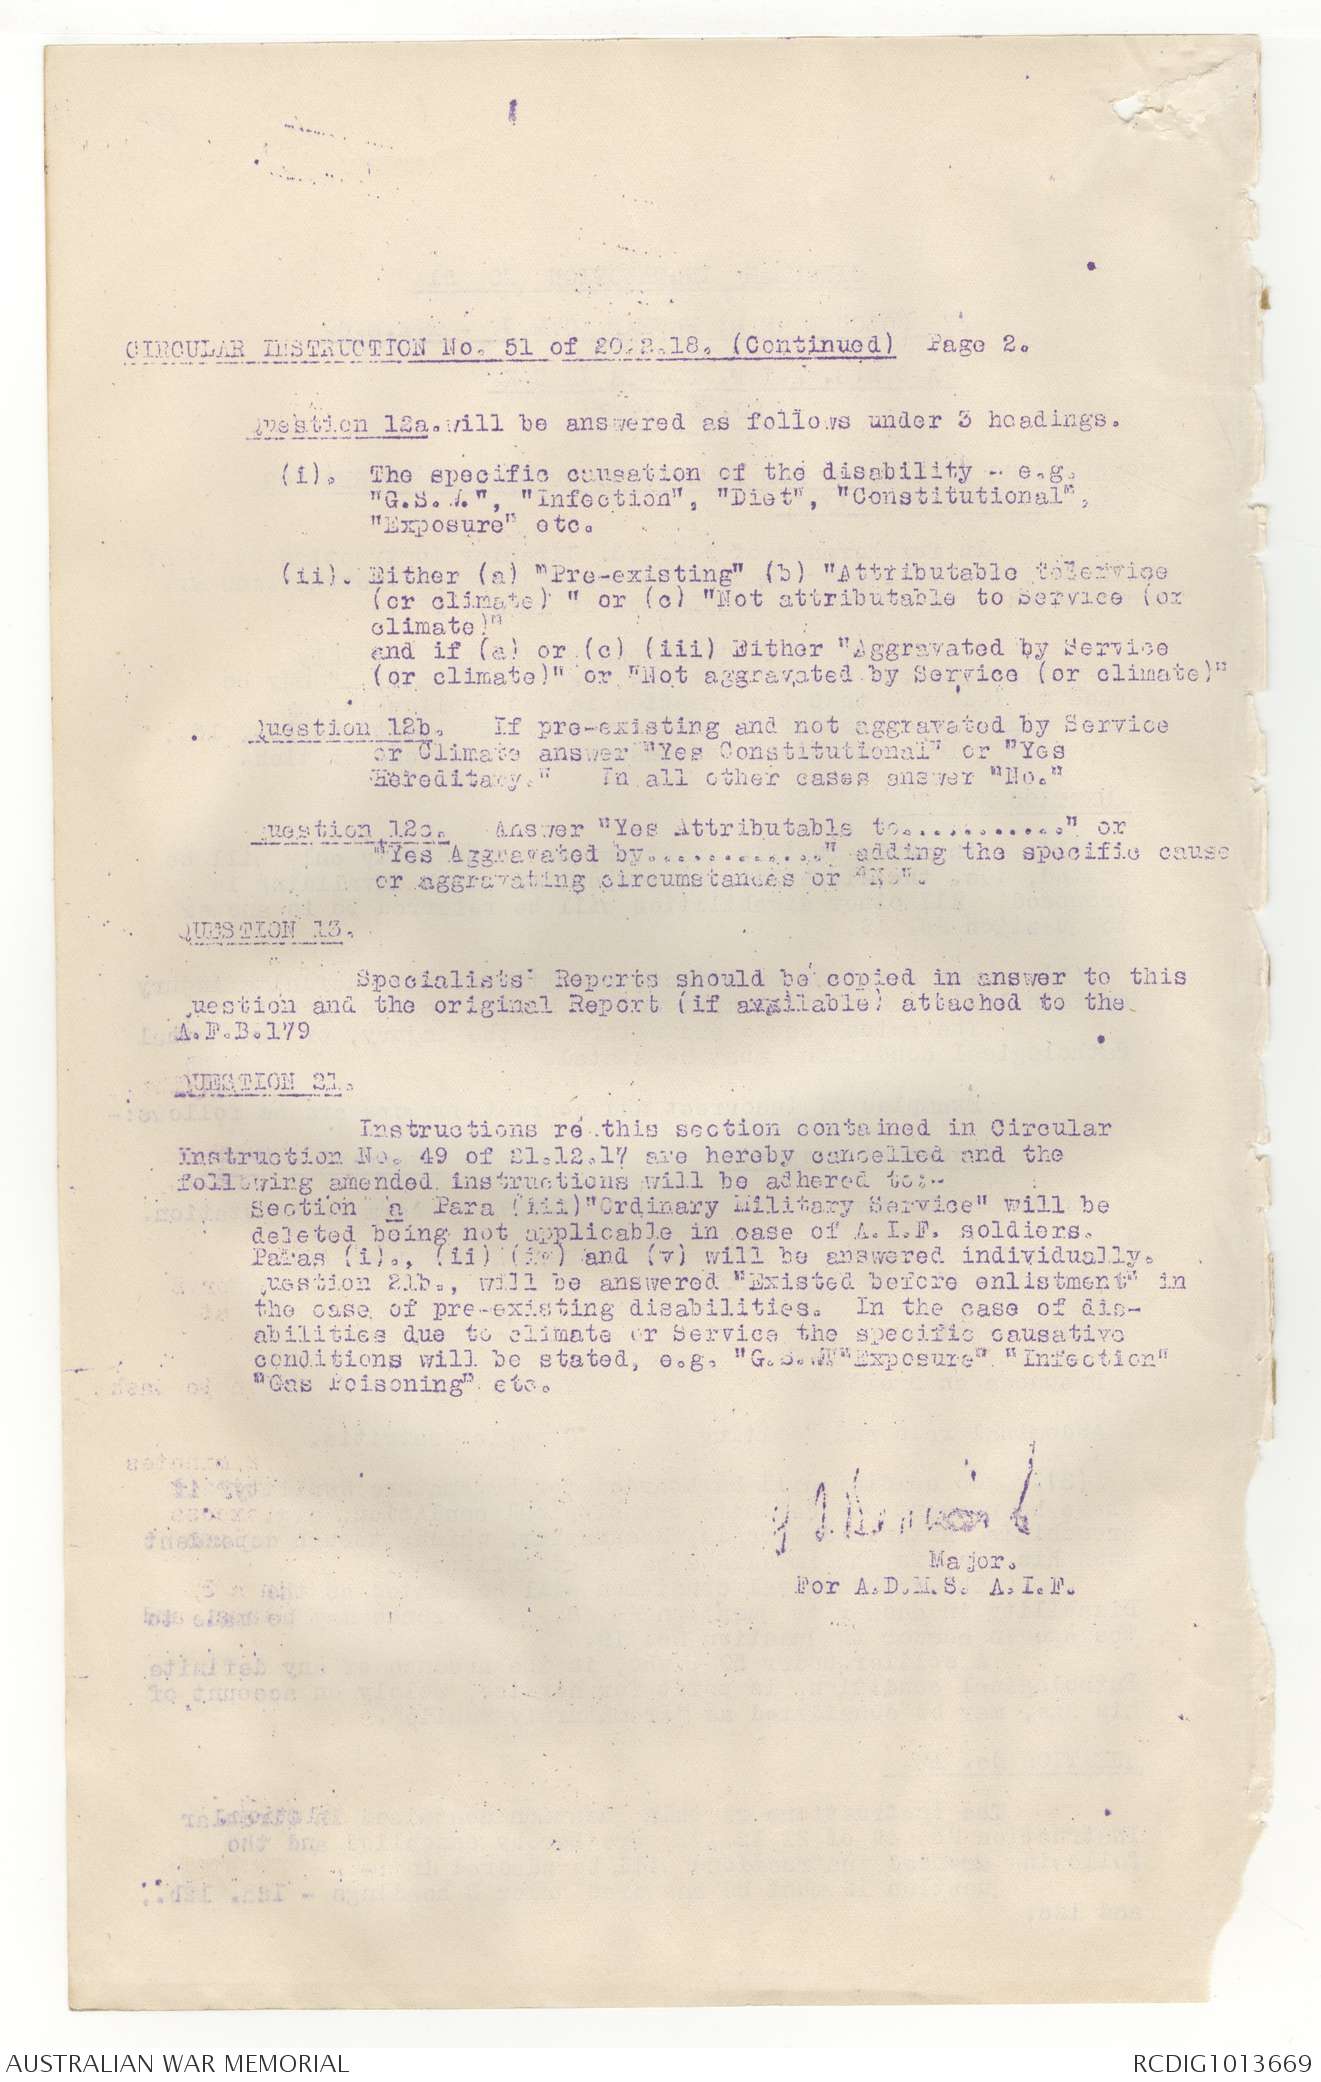 CIRCULAR INSTRUCTION No. 51 of 20.2.18. (Continued) Page 2.
Question 12a. will be answered as follows under 3 headings.
(i). The specific causation of the disability - e.g.
"G.S.W.", "Infection", "Diet", "Constitutional",
"Exposure" etc.
(ii). Either (a) "Pre-existing" (b) "Attributable to Service
(or climate) " or (c) "Not attributable to Service (or
climate)"
and if (a) or (c) (iii) Either "Aggravated by Service
(or climate)" or "Not aggravated by Service (or climate)"
Question 12b. If pre-existing and not aggravated by Service
or Climate answer "Yes Constitutional" or "Yes
Hereditary." In all other cases answer "No."
Question 12c. Answer "Yes Attributable to..........." or
"Yes Aggravated by............" adding the specific cause
or aggravating circumstances or "No".
QUESTION 13.
Specialists' Reports should be copied in answer to this
Question and the original Report (if available) attached to the
A.F.B.179
QUESTION 21.
Instructions re this section contained in Circular
Instruction No. 49 of 21.12.17 are hereby cancelled and the
following amended instructions will be adhered to:-
Section a Para (iii) "Ordinary Military Service" will be
deleted being not applicable in case of A.I.F. soldiers.
Paras (i)., (ii) (iv) and (v) will be answered individually.
Question 21b., will be answered "Existed before enlistment" in
the case of pre-existing disabilities. In the case of dis-
abilities due to climate or Service the specific causative
conditions will be stated, e.g. "G.S.W" "Exposure" "Infection"
"Gas Poisoning" etc.
Major.
For A.D.M.S. A.I.F.
AUSTRALIAN WAR MEMORIAL
RCDIG1013669